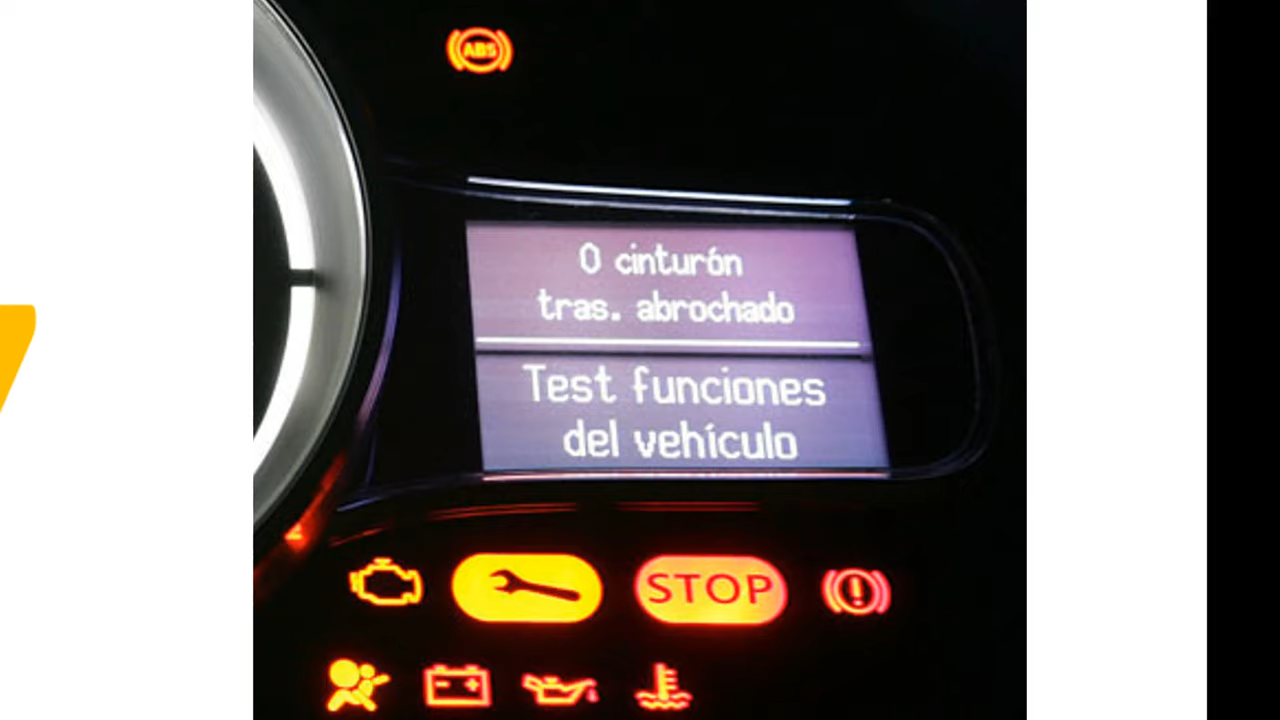 ABS
0 cinturón
tras. abrochado
Test funciones
del vehículo
STOP